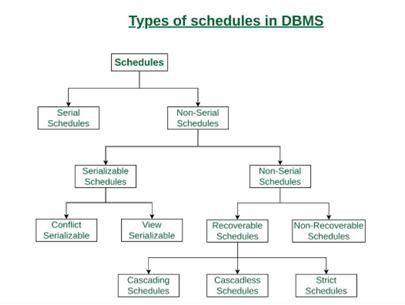 Types of schedules in DBMS
Schedules
Serial
Schedules
Non-Serial
Schedules
Serializable
Schedules
Non-Serial
Schedules
Conflict
Serializable
View
Serializable
Recoverable
Schedules
Non-Recoverable
Schedules
Cascading
Schedules
Cascadless
Schedules
Strict
Schedules